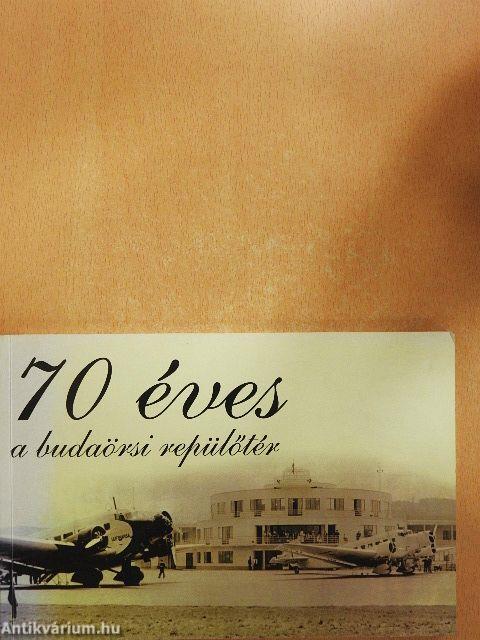 70 éves
a budaörsi repülőtér
Antikvárium.hu